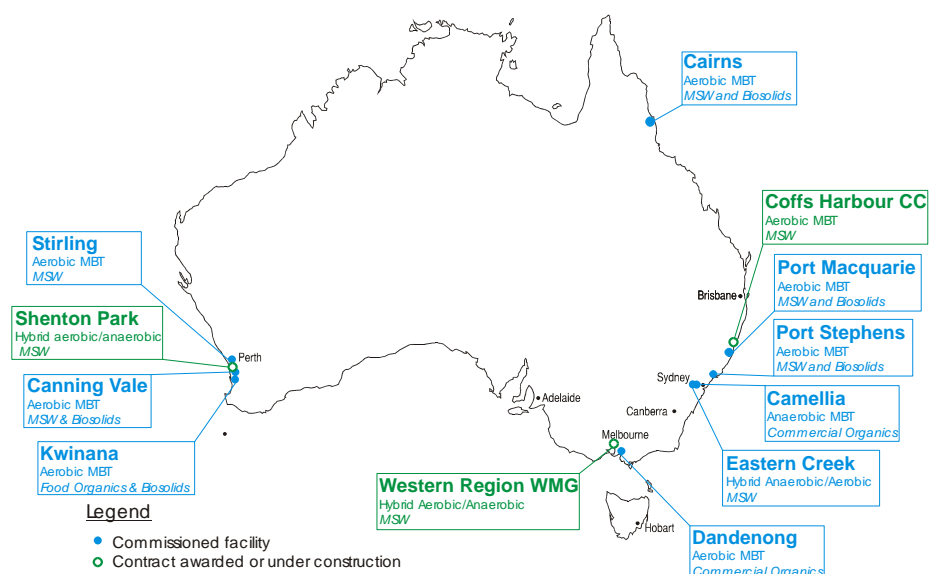 Cairns
Aerobic MBT
MSW and Biosolids
Coffs Harbour CC
Aerobic MBT
MSW
Stirling
Aerobic MBT
MSW
Port Macquarie
Aerobic MBT
MSW and Biosolids
Brisbane
Shenton Park
Hybrid aerobic/anaerobic
MSW
Perth
Port Stephens
Aerobic MBT
MSW and Biosolids
Canning Vale
Aerobic MBT
MSW & Biosolids
Sydney
Adelaide
Camellia
Anaerobic MBT
Commercial Organics
Canberra
Kwinana
Aerobic MBT
Food Organics & Biosolids
Melbourne
Eastern Creek
Hybrid Anaerobic/Aerobic
MSW
Western Region WMG
Hybrid Aerobic/Anaerobic
MSW
Hobart
Dandenong
Aerobic MBT
Commercial Organics
Legend
Commissioned facility
Contract awarded or under construction